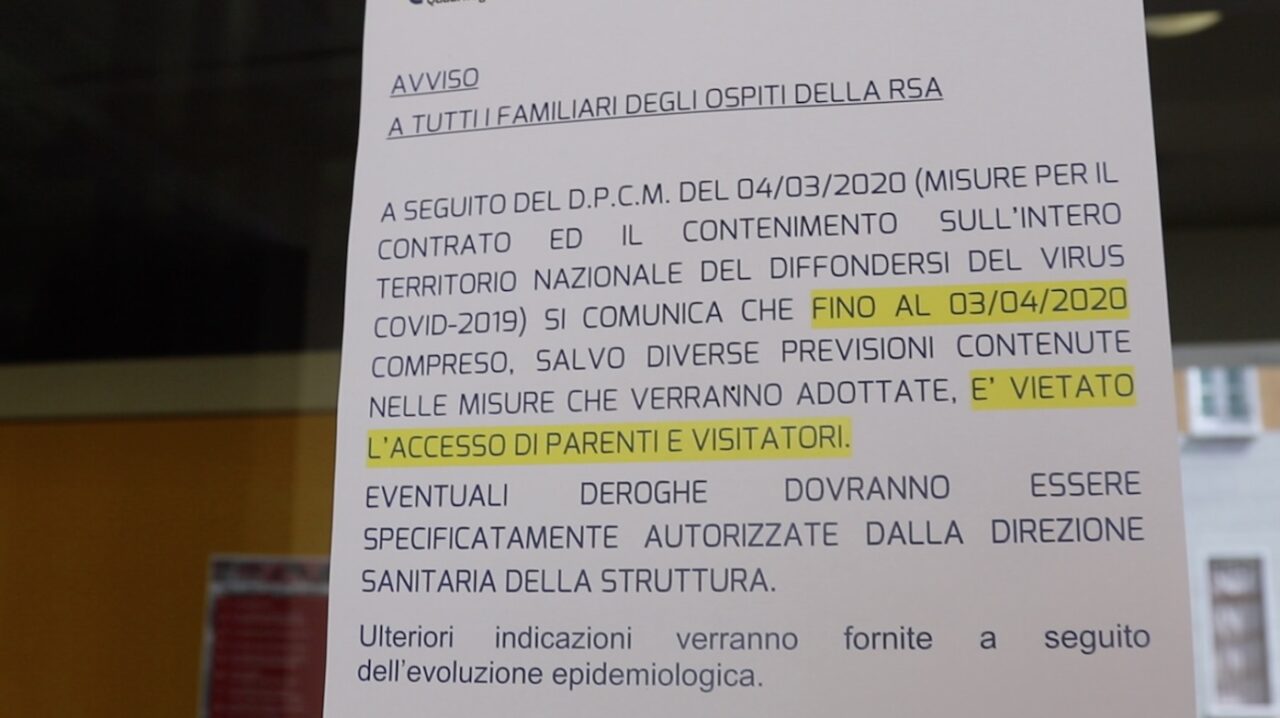 AVVISO
A TUTTI I FAMILIARI DEGLI OSPITI DELLA RSA
A SEGUITO DEL D.P.C.M. DEL 04/03/2020 (MISURE PER IL
CONTRATO ED IL CONTENIMENTO SULL'INTERO
TERRITORIO NAZIONALE DEL DIFFONDERSI DEL VIRUS
COVID-2019) SI COMUNICA CHE FINO AL 03/04/2020
COMPRESO, SALVO DIVERSE PREVISIONI CONTENUTE
NELLE MISURE CHE VERRANNO ADOTTATE, E' VIETATO
L'ACCESSO DI PARENTI E VISITATORI.
EVENTUALI DEROGHE DOVRANNO ESSERE
SPECIFICATAMENTE AUTORIZZATE DALLA DIREZIONE
SANITARIA DELLA STRUTTURA.
Ulteriori indicazioni verranno fornite a seguito
dell'evoluzione epidemiologica.